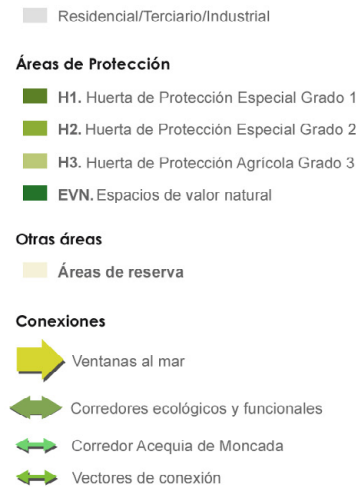 Residencial/Terciario/Industrial
Áreas de Protección
H1. Huerta de Protección Especial Grado 1
H2. Huerta de Protección Especial Grado 2
H3. Huerta de Protección Agricola Grado 3
EVN. Espacios de valor natural
Otras áreas
Áreas de reserva
Conexiones
Ventanas al mar
Corredores ecológicos y funcionales
Corredor Acequia de Moncada
Vectores de conexión